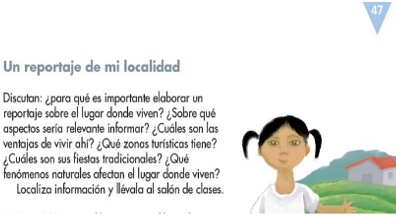 47
Un reportaje de mi localidad
Discutan: ¿para qué es importante elaborar un
reportaje sobre el lugar donde viven? ¿Sobre qué
aspectos sería relevante informar? ¿Cuáles son las
ventajas de vivir ahí? ¿Qué zonas turísticas tiene?
¿Cuáles son sus fiestas tradicionales? ¿Qué
fenómenos naturales afectan el lugar donde viven?
Localiza información y llévala al salón de clases.